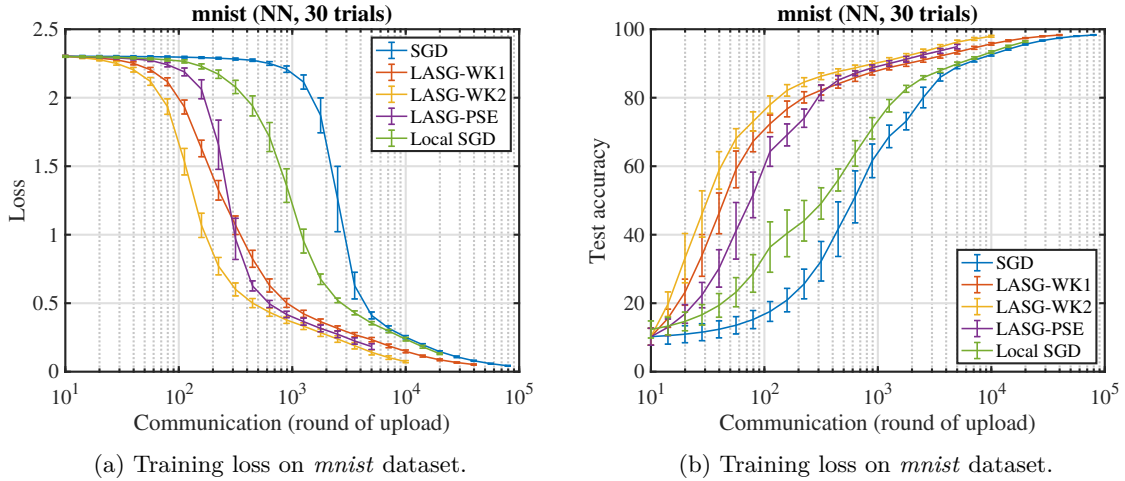 mnist (NN, 30 trials)
2.5
2
1.5
1
0.5
0
Loss
10^1
10^2
10^3
10^4
10^5
Communication (round of upload)
SGD
LASG-WK1
LASG-WK2
LASG-PSE
Local SGD
(a) Training loss on mnist dataset.
mnist (NN, 30 trials)
100
80
60
40
20
0
Test accuracy
10^1
10^2
10^3
10^4
10^5
Communication (round of upload)
SGD
LASG-WK1
LASG-WK2
LASG-PSE
Local SGD
(b) Training loss on mnist dataset.